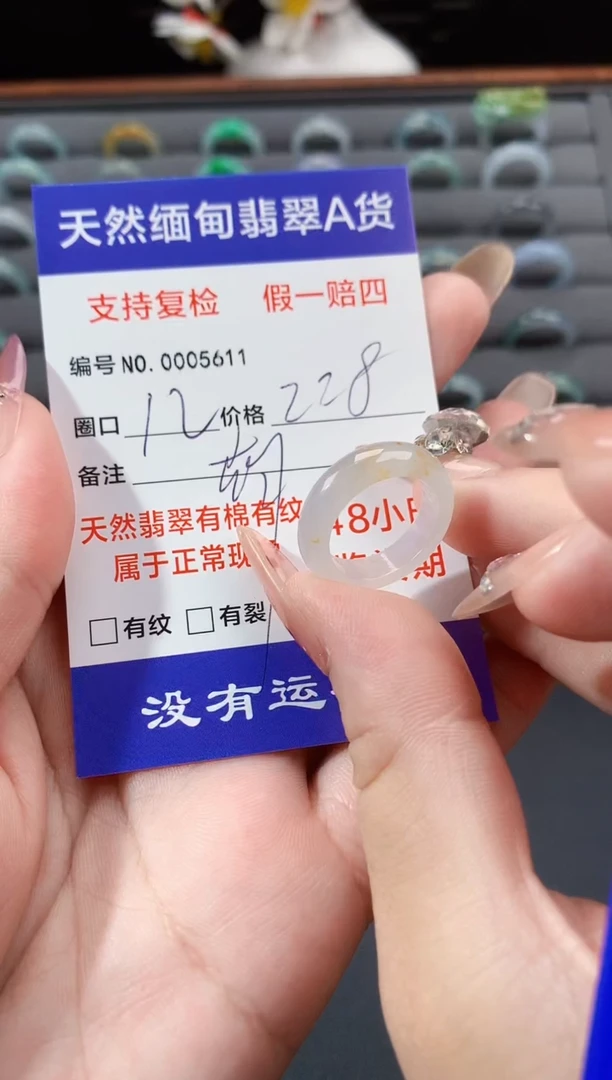 天然缅甸翡翠A货
支持复检 假一赔四
编号 NO.0005611
圈口 12 价格 228
备注
天然翡翠有棉有纹 48小
属于正常现 期
□有纹 □有裂
没有运